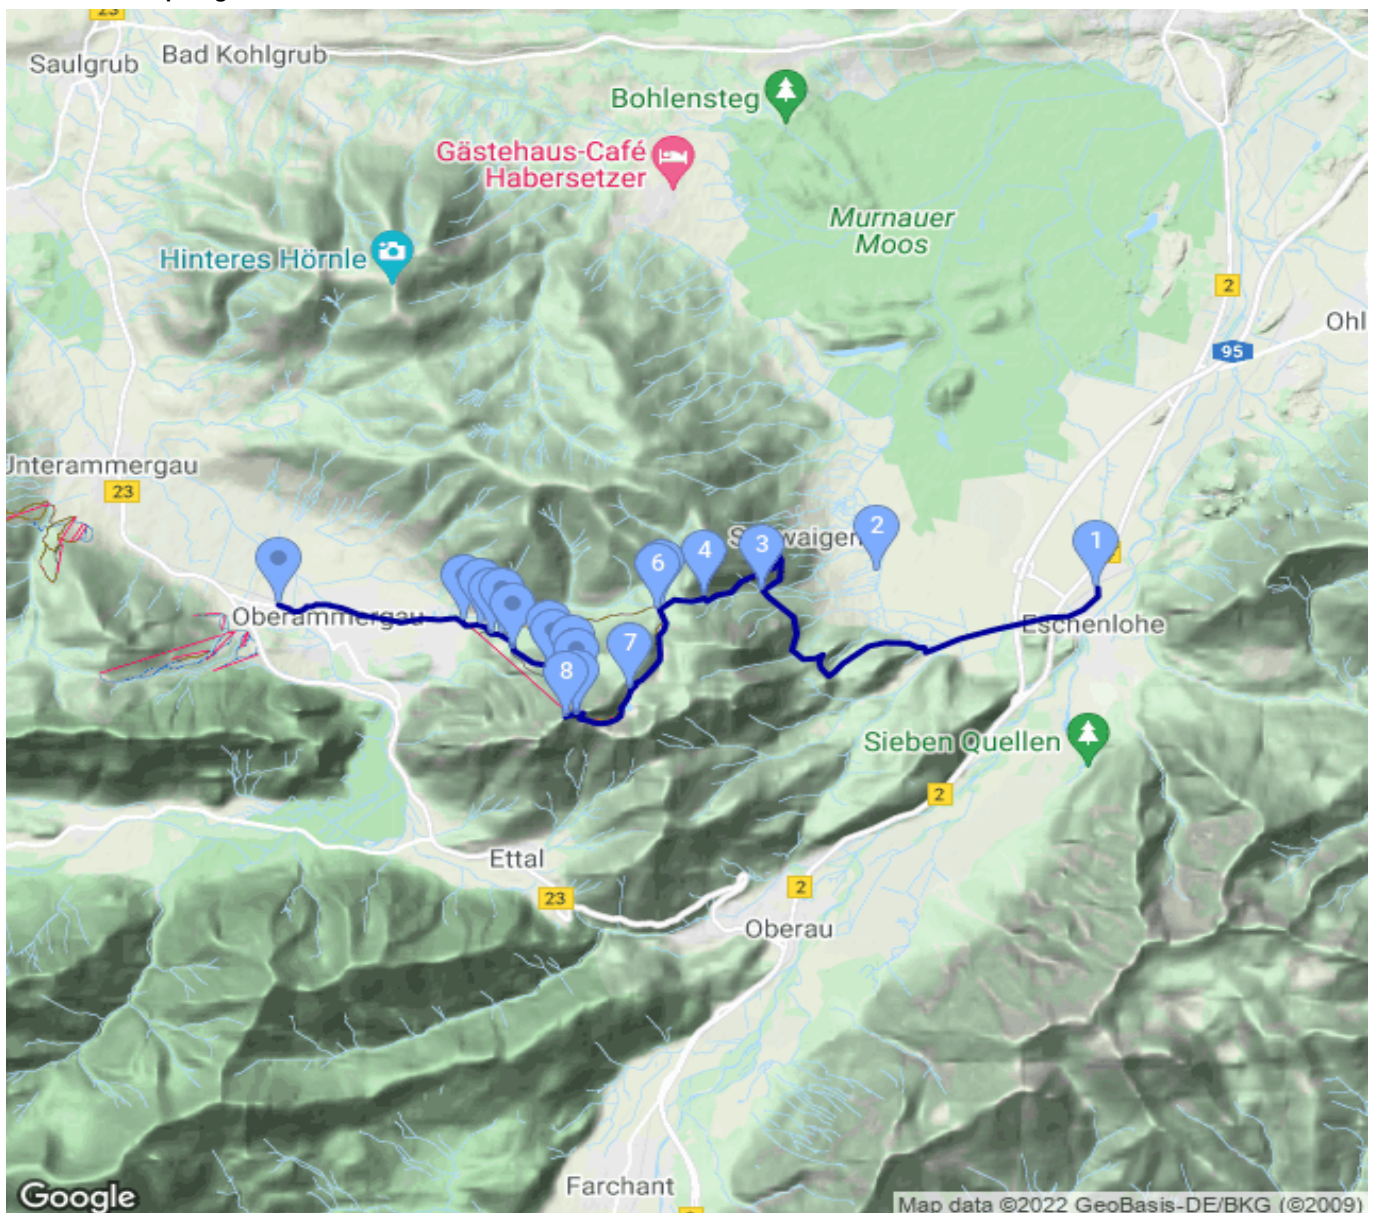 23
Saulgrub
Bad Kohlgrub
Bohlensteg
Gästehaus-Café
Habersetzer
Murnauer
Moos
Hinteres Hörnle
2
Ohl
95
Unterammergau
23
2
1
3
4
6
Oberammergau
Eschenlohe
7
8
Sieben Quellen
2
Ettal
23
2
Oberau
Farchant
Google
Map data ©2022 GeoBasis-DE/BKG (©2009)